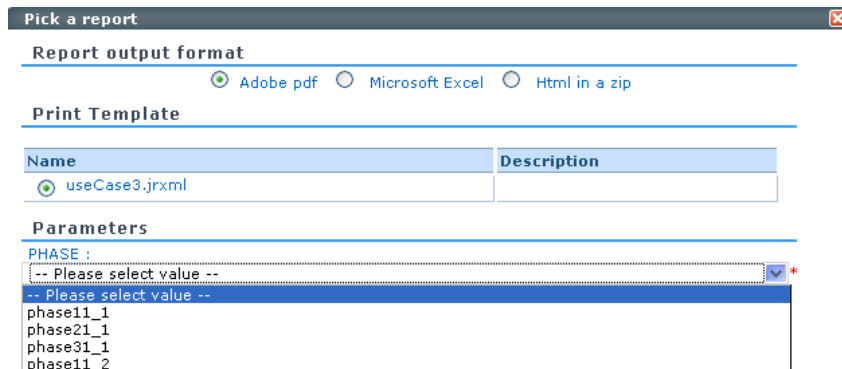 Pick a report
Report output format
Adobe pdf Microsoft Excel Html in a zip
Print Template
Name Description
useCase3.jrxml
Parameters
PHASE :
-- Please select value -- *
-- Please select value --
phase11_1
phase21_1
phase31_1
phase11_2